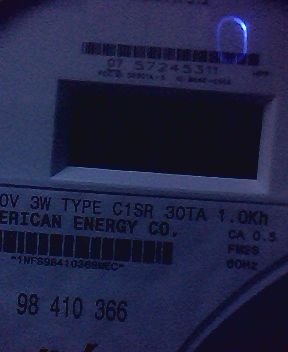 01 57245311
0V 3W TYPE C1SR 30TA 1.0Kh
ERICAN ENERGY CO.
CA 0.5
FM2S
60Hz
98 410 366